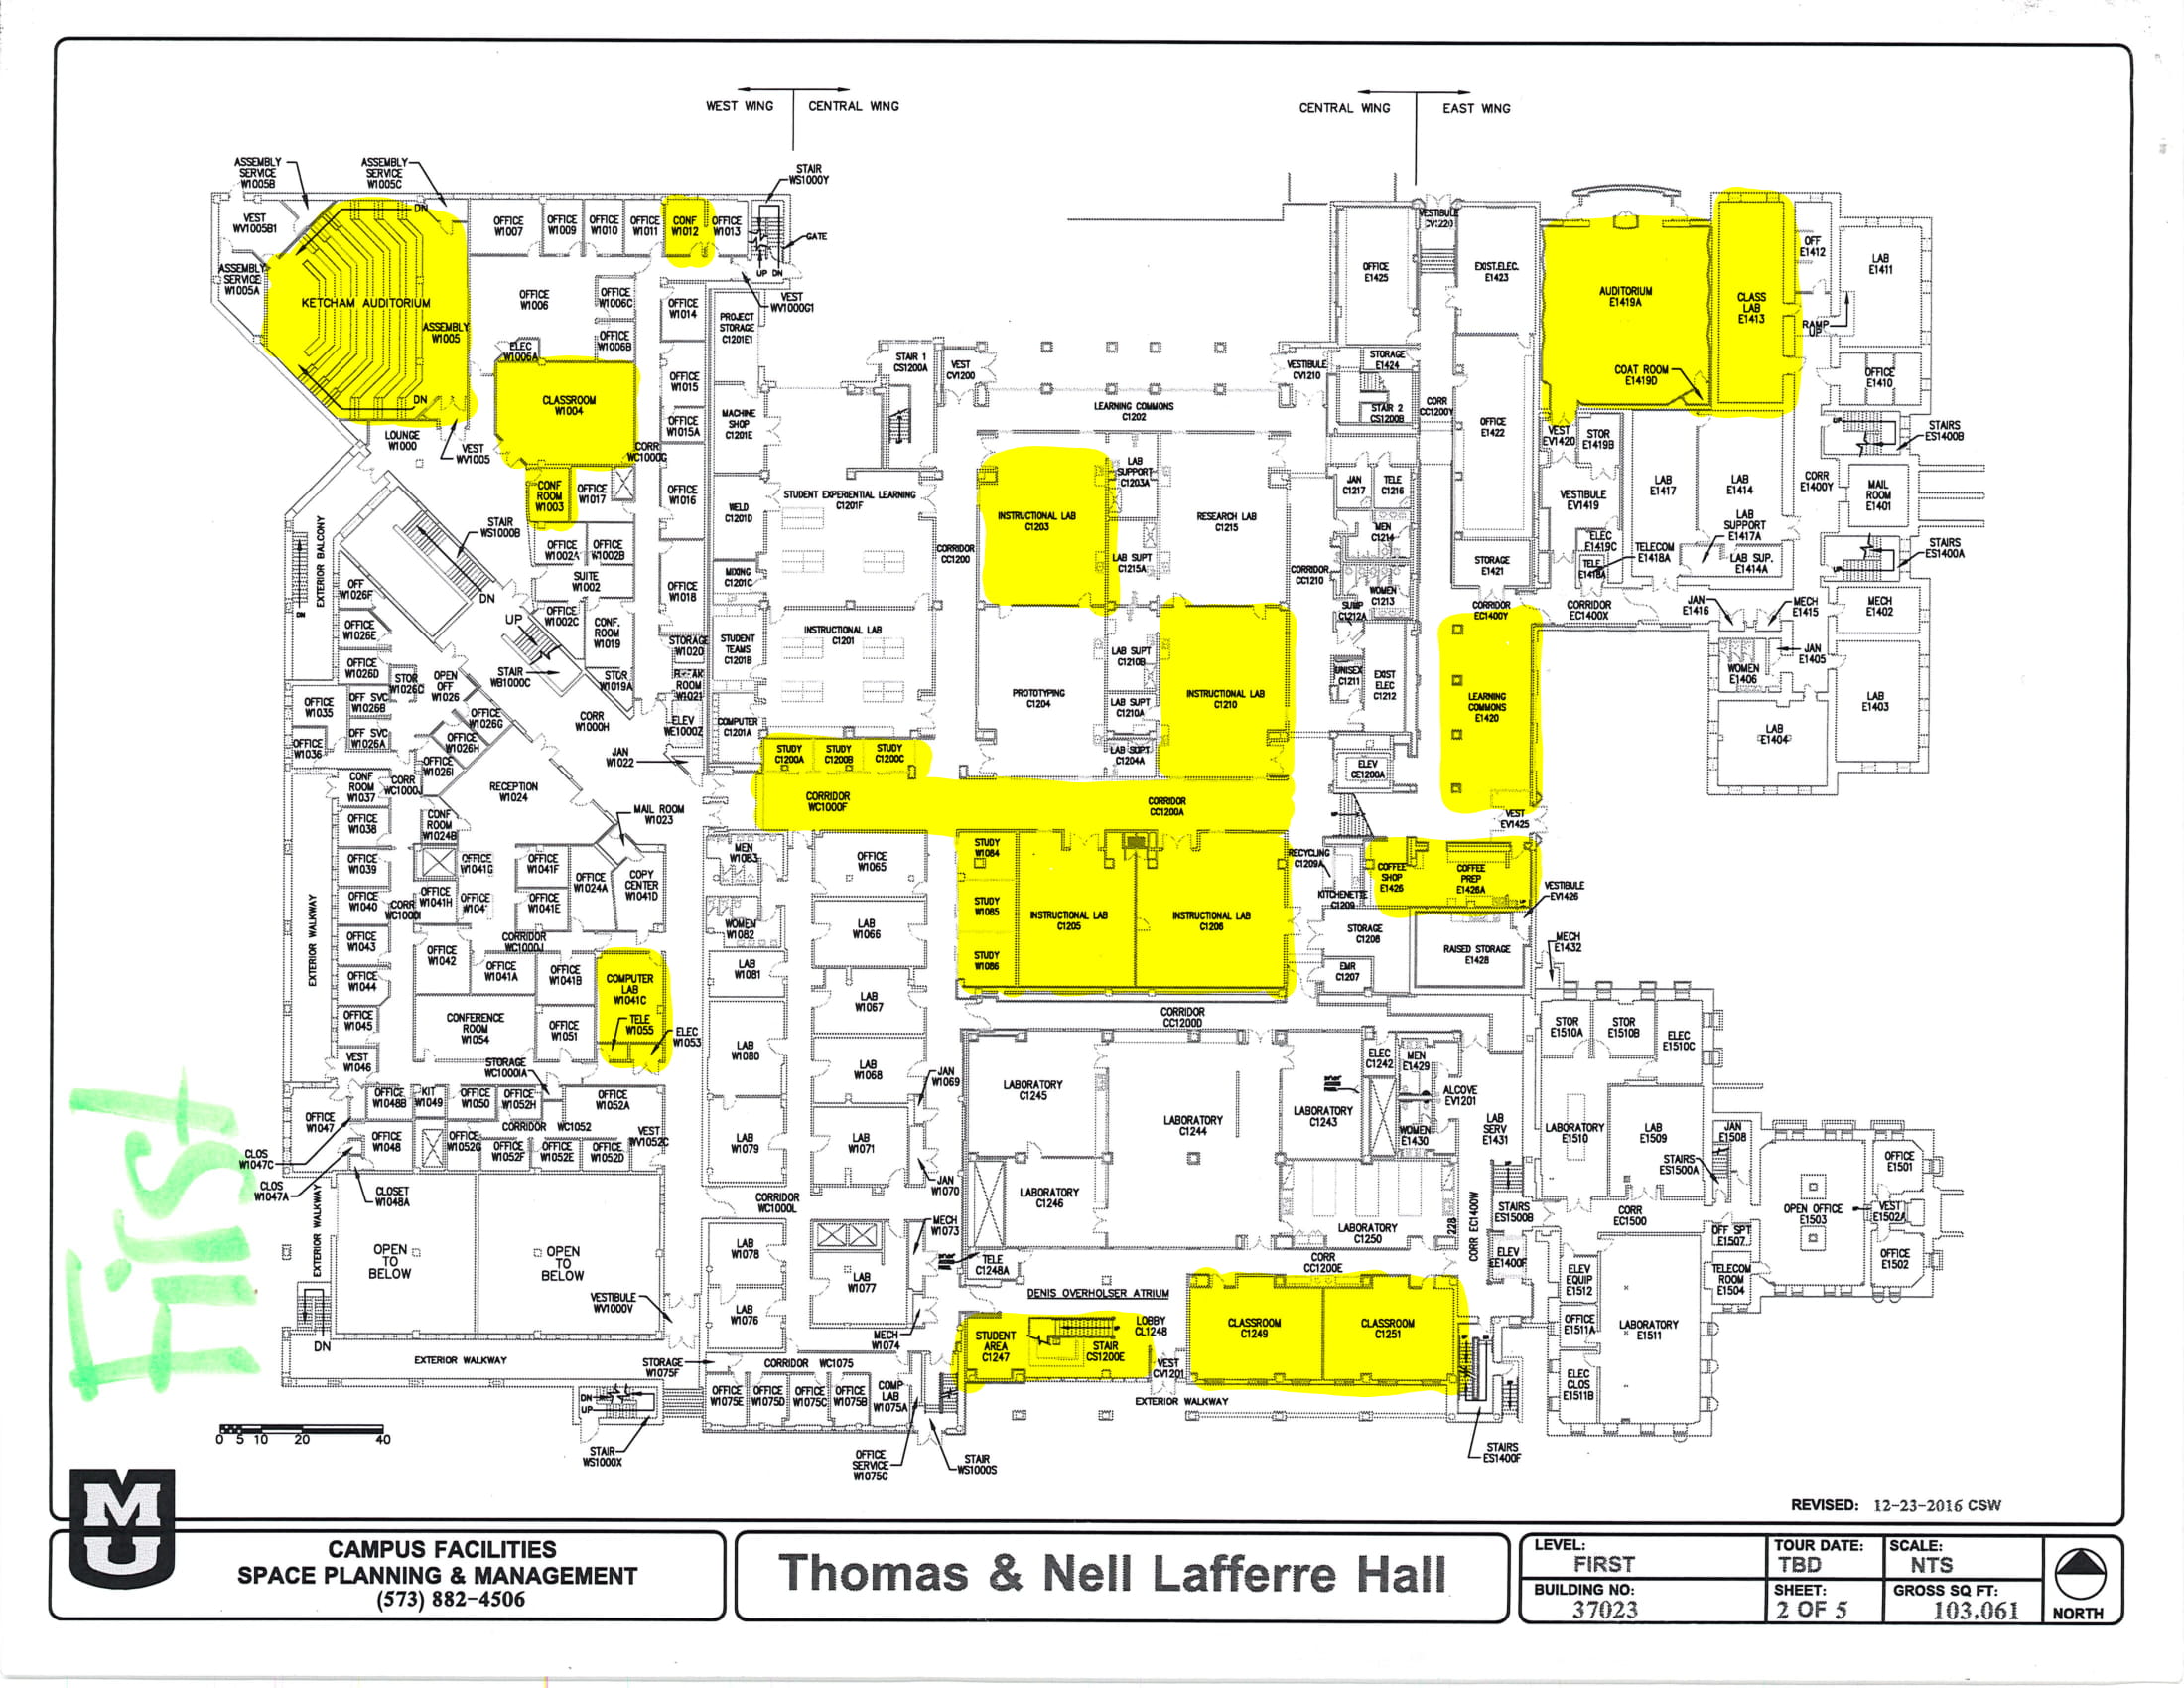 WEST WING
CENTRAL WING
CENTRAL WING
EAST WING
ASSEMBLY
SERVICE
W1005B
ASSEMBLY
SERVICE
W1005C
STAIR
WS1000Y
VEST
WV1005B1
DN
OFFICE
W1007
OFFICE
W1009
OFFICE
W1010
OFFICE
W1011
CONF
W1012
OFFICE
W1013
GATE
UP DN
ASSEMBLY
SERVICE
W1005A
KETCHAM AUDITORIUM
ASSEMBLY
W1005
DN
OFFICE
W1006
OFFICE
W1006C
OFFICE
W1006B
ELEC
W1006A
OFFICE
W1014
VEST
WV1000G1
PROJECT
STORAGE
C1201E1
CLASSROOM
W1004
OFFICE
W1015
OFFICE
W1015A
CORR
WC1000G
LOUNGE
W1000
VEST
WV1005
CONF
ROOM
W1003
OFFICE
W1017
OFFICE
W1016
MACHINE
SHOP
C1201E
STAIR 1
CS1200A
VEST
CV1200
LEARNING COMMONS
C1202
VESTIBULE
CV1210
STUDENT EXPERIENTIAL LEARNING
C1201F
WELD
C1201D
MIXING
C1201C
STUDENT
TEAMS
C1201B
INSTRUCTIONAL LAB
C1201
COMPUTER
C1201A
CORRIDOR
CC1200
INSTRUCTIONAL LAB
C1203
LAB
SUPPORT
C1203A
RESEARCH LAB
C1215
LAB SUPT
C1215A
LAB SUPT
C1210B
LAB SUPT
C1210A
LAB SUPT
C1204A
PROTOTYPING
C1204
INSTRUCTIONAL LAB
C1210
CORRIDOR
CC1210
VESTIBULE
CV1220
OFFICE
E1425
EXIST.ELEC.
E1423
STORAGE
E1424
STAIR 2
CS1200B
CORR
CC1200Y
OFFICE
E1422
JAN
C1217
TELE
C1216
MEN
C1214
WOMEN
C1213
SUMP
C1212A
UNISEX
C1211
EXIST
ELEC
C1212
STORAGE
E1421
CORRIDOR
EC1400Y
ELEV
CE1200A
AUDITORIUM
E1419A
COAT ROOM
E1419D
CLASS
LAB
E1413
OFF
E1412
LAB
E1411
RAMP
UP
OFFICE
E1410
STAIRS
ES1400B
VEST
EV1420
STOR
E1419B
VESTIBULE
EV1419
ELEC
E1419C
TELE
E1418A
TELECOM
E1418A
LAB
E1417
LAB
E1414
LAB
SUPPORT
E1417A
LAB SUP.
E1414A
CORR
E1400Y
MAIL
ROOM
E1401
STAIRS
ES1400A
CORRIDOR
EC1400X
JAN
E1416
MECH
E1415
MECH
E1402
JAN
E1405
WOMEN
E1406
LAB
E1403
LAB
E1404
LEARNING
COMMONS
E1420
VEST
EV1425
EXTERIOR BALCONY
DN
STAIR
WS1000B
DN
UP
OFFICE
W1002A
OFFICE
W1002B
SUITE
W1002
OFFICE
W1002C
CONF.
ROOM
W1019
OFFICE
W1018
STORAGE
W1020
ROOM
W1021
STOR
W1019A
STAIR
WB1000C
CORR
W1000H
ELEV
WE1000Z
JAN
W1022
OFF
W1026F
OFFICE
W1026E
OFFICE
W1026D
STOR
W1026C
OFF SVC
W1026B
OFF SVC
W1026A
OPEN
OFF
W1026
OFFICE
W1026G
OFFICE
W1026H
OFFICE
W1026I
OFFICE
W1035
OFFICE
W1036
CONF
ROOM
W1037
CORR
WC1000J
RECEPTION
W1024
CONF
ROOM
W1024B
MAIL ROOM
W1023
OFFICE
W1038
OFFICE
W1039
OFFICE
W1040
OFFICE
W1043
OFFICE
W1044
OFFICE
W1045
VEST
W1046
EXTERIOR WALKWAY
OFFICE
W1041G
OFFICE
W1041H
OFFICE
CORR
WC1000I
OFFICE
W1041F
OFFICE
W1041E
OFFICE
W1024A
COPY
CENTER
W1041D
CORRIDOR
WC1000J
OFFICE
W1042
OFFICE
W1041A
OFFICE
W1041B
COMPUTER
LAB
W1041C
TELE
W1055
ELEC
W1053
CONFERENCE
ROOM
W1054
OFFICE
W1051
STORAGE
WC1000IA
STUDY
C1200A
STUDY
C1200B
STUDY
C1200C
CORRIDOR
WC1000F
CORRIDOR
CC1200A
MEN
W1083
WOMEN
W1082
LAB
W1081
LAB
W1080
LAB
W1079
LAB
W1078
LAB
W1076
OFFICE
W1065
LAB
W1066
LAB
W1067
LAB
W1068
LAB
W1071
LAB
W1077
JAN
W1069
JAN
W1070
MECH
W1073
MECH
W1074
CORRIDOR
WC1000L
STUDY
W1084
STUDY
W1085
STUDY
W1086
INSTRUCTIONAL LAB
C1205
INSTRUCTIONAL LAB
C1206
RECYCLING
C1209A
KITCHENETTE
C1209
COFFEE
SHOP
E1426
COFFEE
PREP
E1426A
VESTIBULE
EV1426
STORAGE
C1208
EMR
C1207
RAISED STORAGE
E1428
MECH
E1432
CORRIDOR
CC1200D
LABORATORY
C1245
LABORATORY
C1244
LABORATORY
C1243
LABORATORY
C1246
LABORATORY
C1250
ELEC
C1242
MEN
E1429
WOMEN
E1430
ALCOVE
EV1201
LAB
SERV
E1431
CORR EC1400W
STAIRS
ES1500B
ELEV
EE1400F
TELE
C1248A
CORR
CC1200E
DENIS OVERHOLSER ATRIUM
STUDENT
AREA
C1247
STAIR
CS1200E
LOBBY
CL1248
VEST
CV1201
CLASSROOM
C1249
CLASSROOM
C1251
EXTERIOR WALKWAY
STAIRS
ES1400F
STOR
E1510A
STOR
E1510B
ELEC
E1510C
LABORATORY
E1510
LAB
E1509
JAN
E1508
STAIRS
ES1500A
CORR
EC1500
OFF SPT
E1507
TELECOM
ROOM
E1504
OPEN OFFICE
E1503
OFFICE
E1501
VEST
E1502A
OFFICE
E1502
ELEV
EQUIP
E1512
OFFICE
E1511A
ELEC
CLOS
E1511B
LABORATORY
E1511
OFFICE
W1047
OFFICE
W1048B
KIT
W1049
OFFICE
W1050
OFFICE
W1052H
OFFICE
W1052A
CORRIDOR WC1052
OFFICE
W1048
OFFICE
W1052G
OFFICE
W1052F
OFFICE
W1052E
OFFICE
W1052D
VEST
WV1052C
CLOS
W1047C
CLOS
W1047A
CLOSET
W1048A
EXTERIOR WALKWAY
OPEN
TO
BELOW
OPEN
TO
BELOW
VESTIBULE
WV1000V
DN
EXTERIOR WALKWAY
STORAGE
W1075F
CORRIDOR WC1075
OFFICE
W1075E
OFFICE
W1075D
OFFICE
W1075C
OFFICE
W1075B
COMP
LAB
W1075A
DN
UP
STAIR
WS1000X
OFFICE
SERVICE
W1075G
STAIR
WS1000S
First
0 5 10 20 40
REVISED: 12-23-2016 CSW
MU
CAMPUS FACILITIES
SPACE PLANNING & MANAGEMENT
(573) 882-4506
Thomas & Nell Lafferre Hall
LEVEL:
FIRST
BUILDING NO:
37023
TOUR DATE:
TBD
SHEET:
2 OF 5
SCALE:
NTS
GROSS SQ FT:
103,061
NORTH